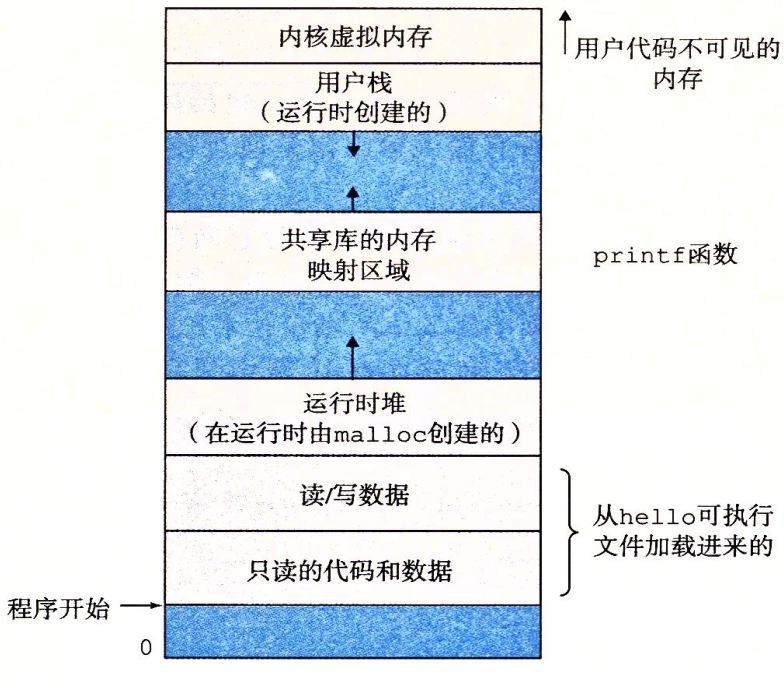 内核虚拟内存
用户代码不可见的
内存
用户栈
（运行时创建的）
共享库的内存
映射区域
printf函数
运行时堆
（在运行时由malloc创建的）
读/写数据
从hello可执行
文件加载进来的
只读的代码和数据
程序开始
0